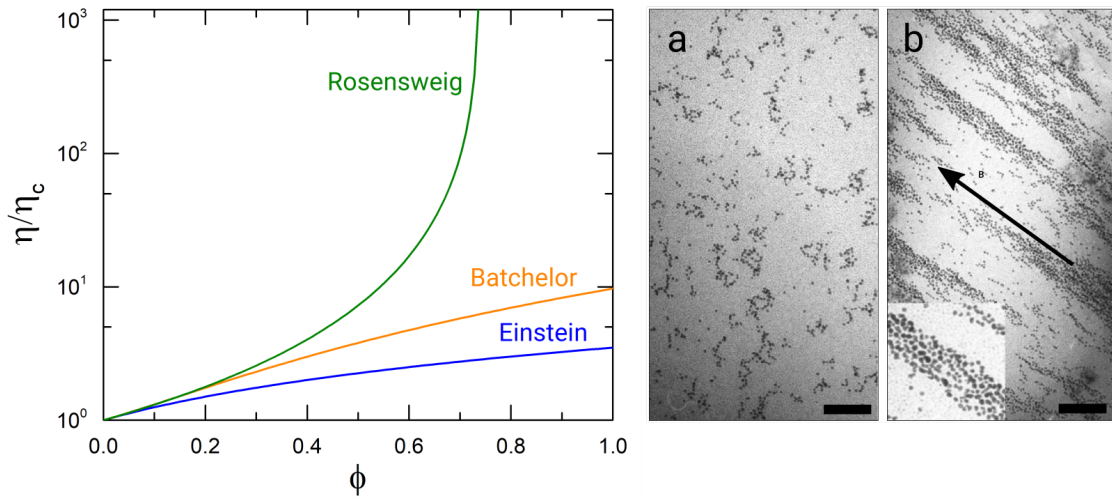 10³
10²
10¹
10⁰
η/η_c
Rosensweig
Batchelor
Einstein
0.0 0.2 0.4 0.6 0.8 1.0
ϕ
a
b
B